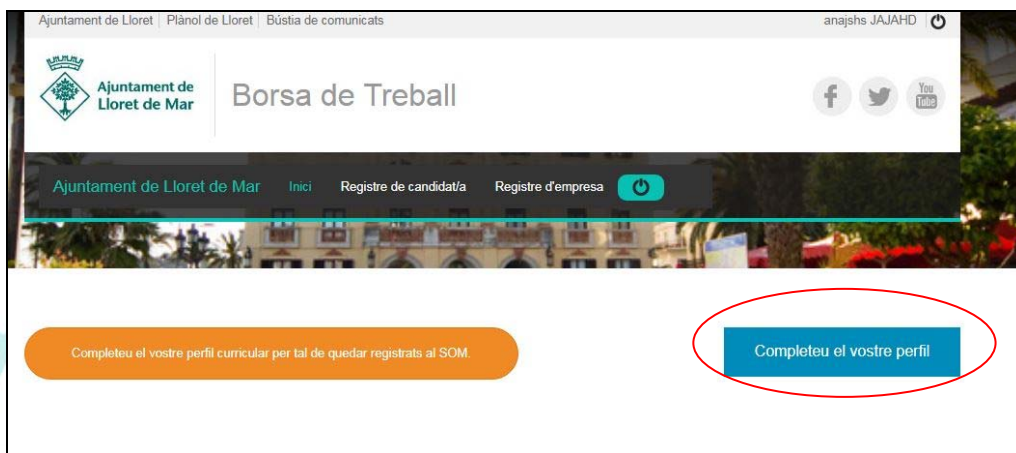 Ajuntament de Lloret Plànol de Lloret Bústia de comunicats anajshs JAJAHD
Ajuntament de
Lloret de Mar
Borsa de Treball
You
Tube
Ajuntament de Lloret de Mar Inici Registre de candidat/a Registre d'empresa
Completeu el vostre perfil curricular per tal de quedar registrats al SOM.
Completeu el vostre perfil